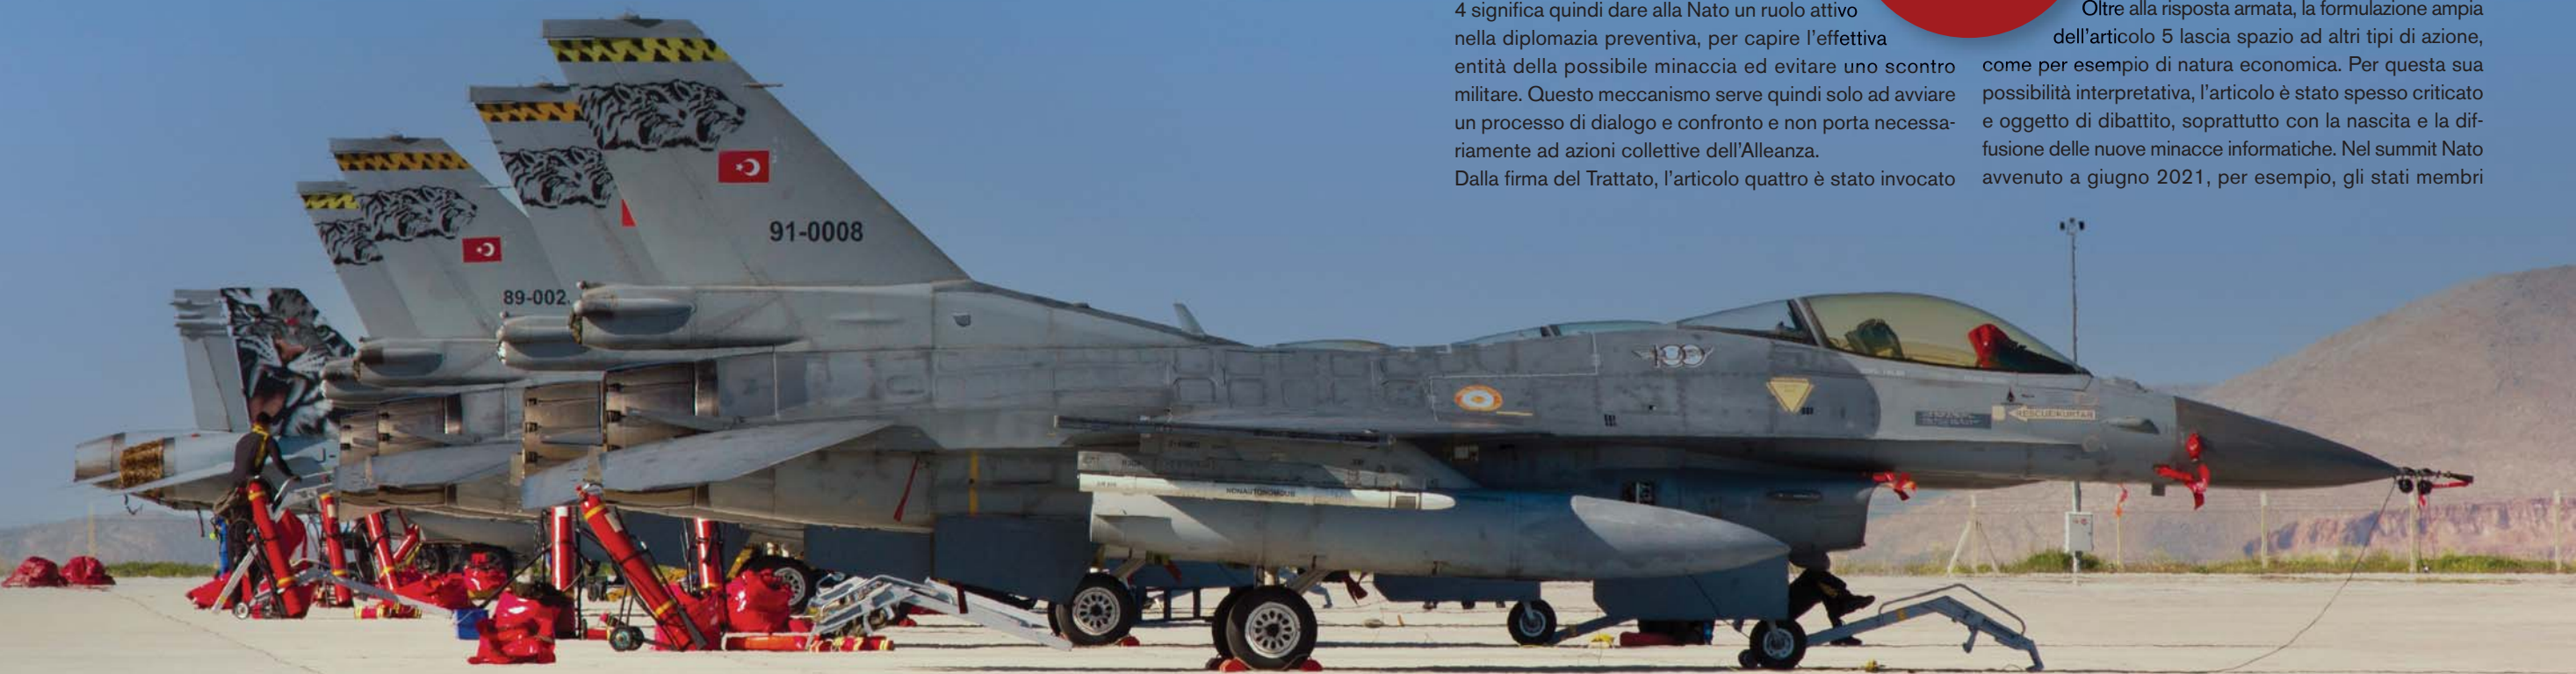 4 significa quindi dare alla Nato un ruolo attivo
nella diplomazia preventiva, per capire l'effettiva
entità della possibile minaccia ed evitare uno scontro
militare. Questo meccanismo serve quindi solo ad avviare
un processo di dialogo e confronto e non porta necessa-
riamente ad azioni collettive dell'Alleanza.
Dalla firma del Trattato, l'articolo quattro è stato invocato
Oltre alla risposta armata, la formulazione ampia
dell'articolo 5 lascia spazio ad altri tipi di azione,
come per esempio di natura economica. Per questa sua
possibilità interpretativa, l'articolo è stato spesso criticato
e oggetto di dibattito, soprattutto con la nascita e la dif-
fusione delle nuove minacce informatiche. Nel summit Nato
avvenuto a giugno 2021, per esempio, gli stati membri
91-0008
89-002
100
RESCUE/KURTAR
NONAUTONOMOUS